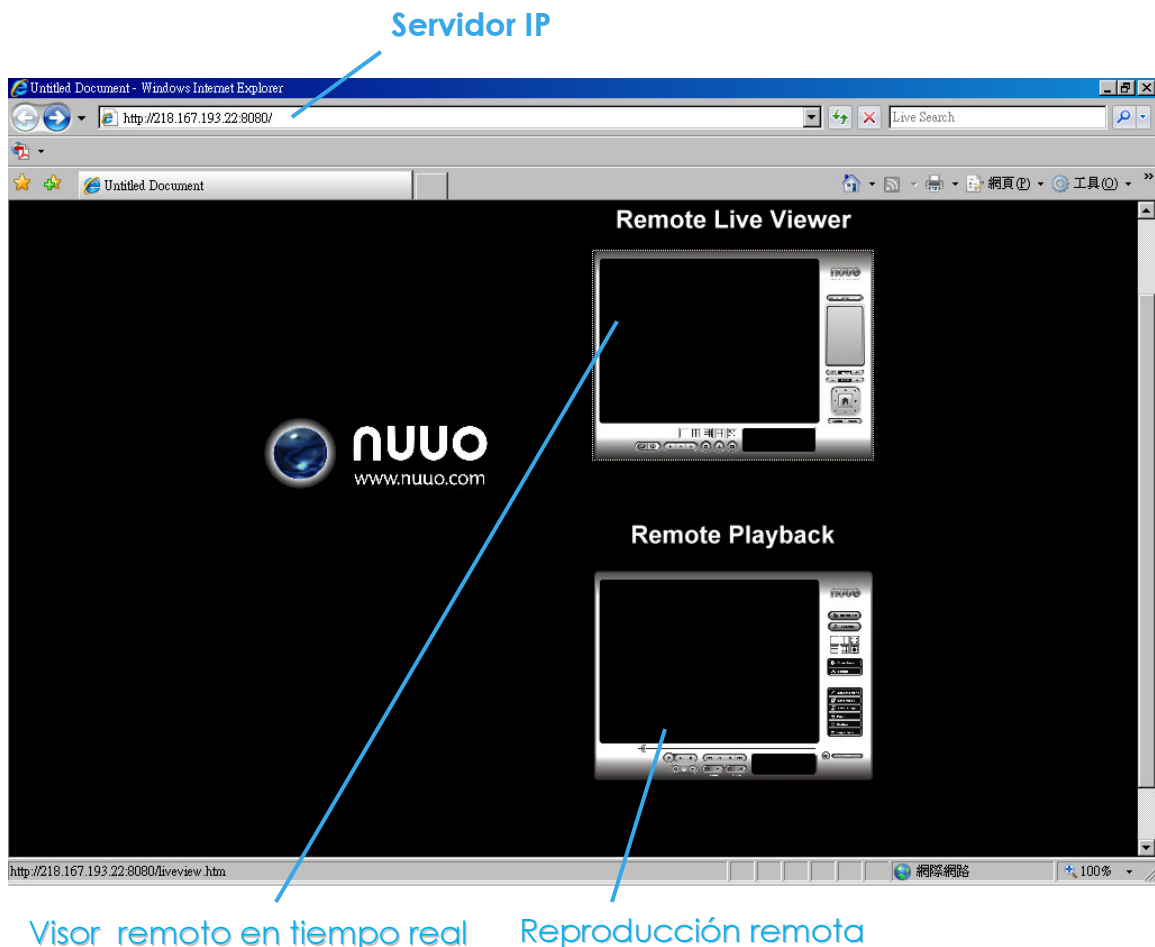 Servidor IP
Untitled Document - Windows Internet Explorer
http://218.167.193.22:8080/
Live Search
Untitled Document
網頁(P)
工具(O)
Remote Live Viewer
nuuo
nuuo
www.nuuo.com
Remote Playback
nuuo
http://218.167.193.22:8080/liveview.htm
網際網路
100%
Visor remoto en tiempo real
Reproducción remota